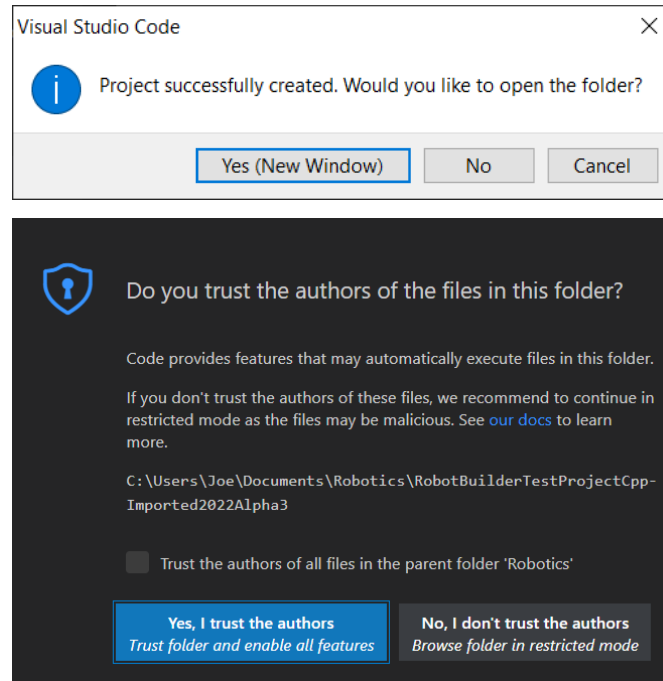 Visual Studio Code
Project successfully created. Would you like to open the folder?
Yes (New Window)
No
Cancel
Do you trust the authors of the files in this folder?
Code provides features that may automatically execute files in this folder.
If you don't trust the authors of these files, we recommend to continue in
restricted mode as the files may be malicious. See our docs to learn
more.
C:\Users\Joe\Documents\Robotics\RobotBuilderTestProjectCpp-
Imported2022Alpha3
Trust the authors of all files in the parent folder 'Robotics'
Yes, I trust the authors
Trust folder and enable all features
No, I don't trust the authors
Browse folder in restricted mode